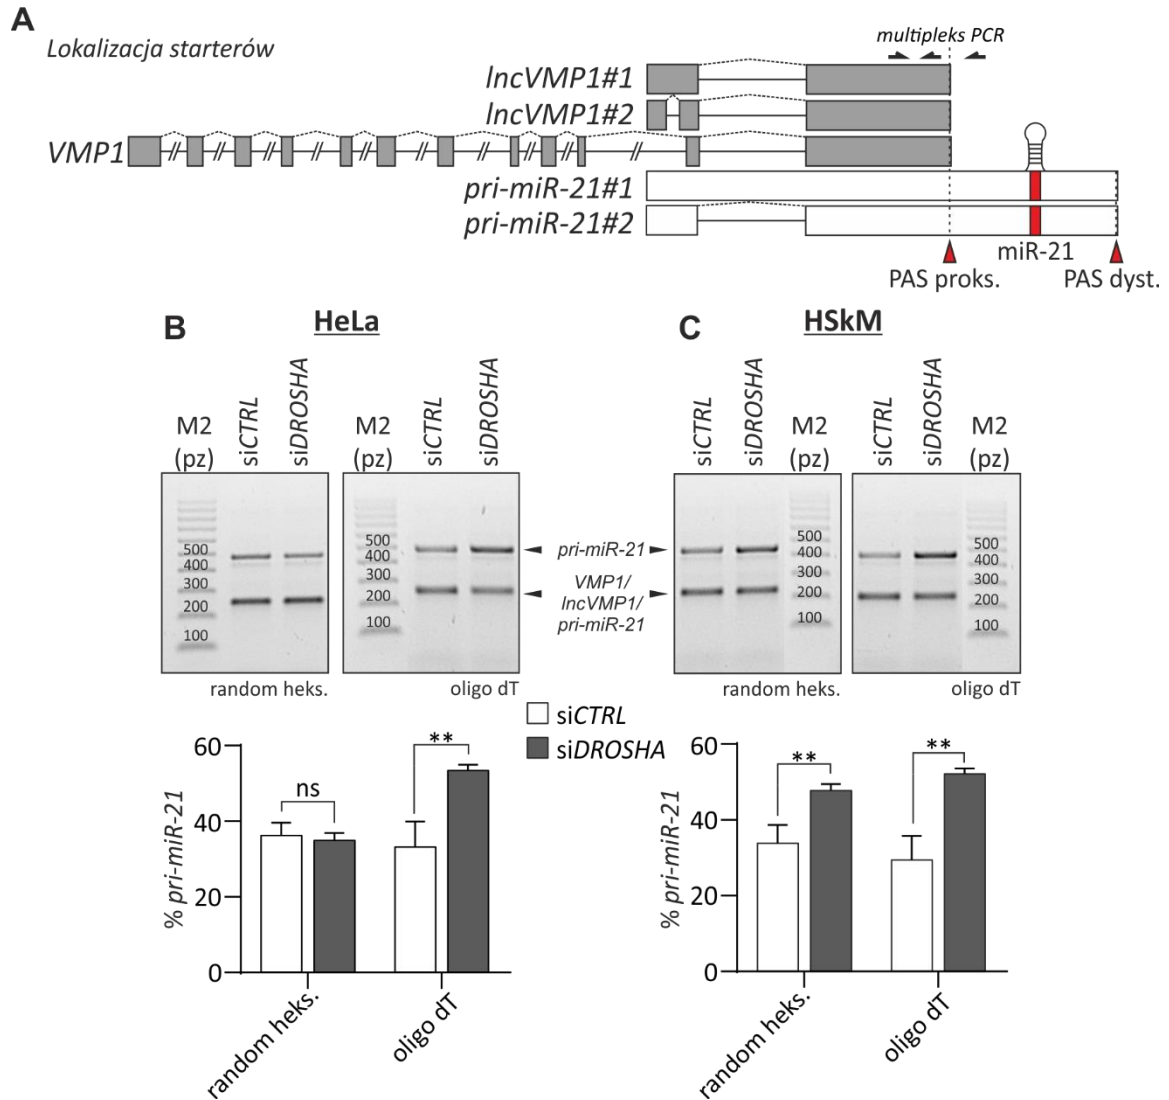 A
Lokalizacja starterów
multipleks PCR
lncVMP1#1
lncVMP1#2
VMP1
pri-miR-21#1
pri-miR-21#2
miR-21
PAS proks.
PAS dyst.
B
HeLa
M2
(pz)
siCTRL
siDROSHA
M2
(pz)
siCTRL
siDROSHA
500
400
300
200
100
500
400
300
200
100
random heks.
oligo dT
pri-miR-21
VMP1/
lncVMP1/
pri-miR-21
C
HSkM
siCTRL
siDROSHA
M2
(pz)
siCTRL
siDROSHA
M2
(pz)
500
400
300
200
100
500
400
300
200
100
random heks.
oligo dT
siCTRL
siDROSHA
% pri-miR-21
60
40
20
0
ns
**
random heks.
oligo dT
% pri-miR-21
60
40
20
0
**
**
random heks.
oligo dT